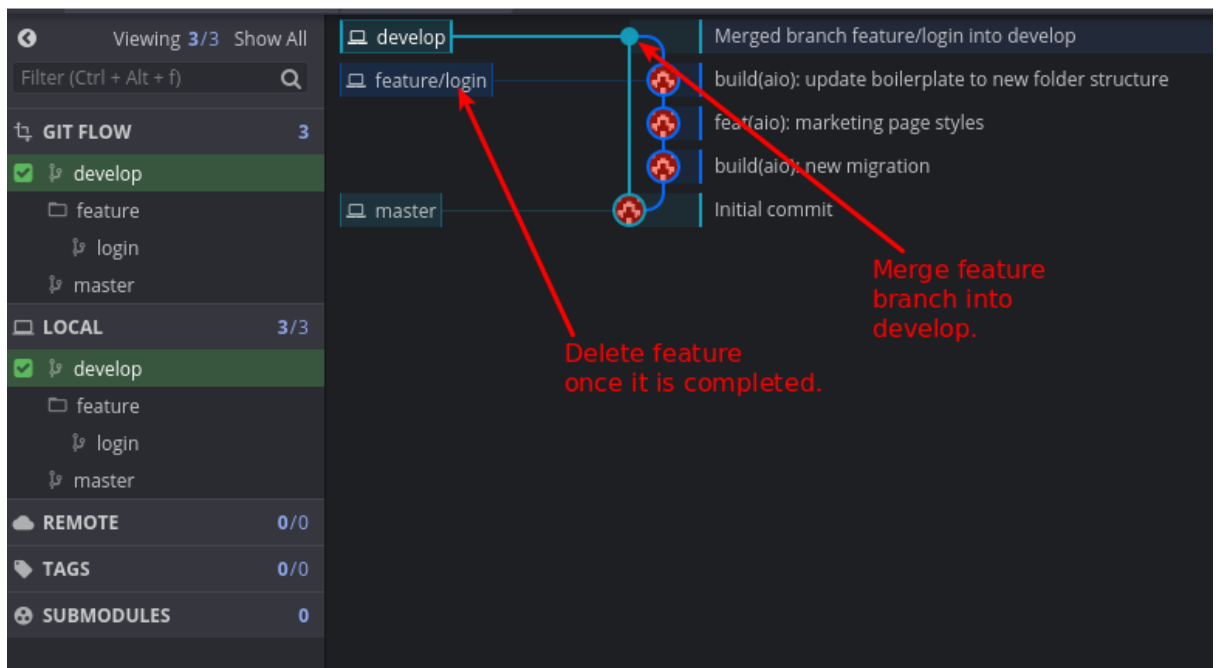 Viewing 3/3 Show All
Filter (Ctrl + Alt + f)
GIT FLOW 3
develop
feature
login
master
LOCAL 3/3
develop
feature
login
master
REMOTE 0/0
TAGS 0/0
SUBMODULES 0
develop Merged branch feature/login into develop
feature/login build(aio): update boilerplate to new folder structure
feat(aio): marketing page styles
build(aio): new migration
master Initial commit
Merge feature
branch into
develop.
Delete feature
once it is completed.